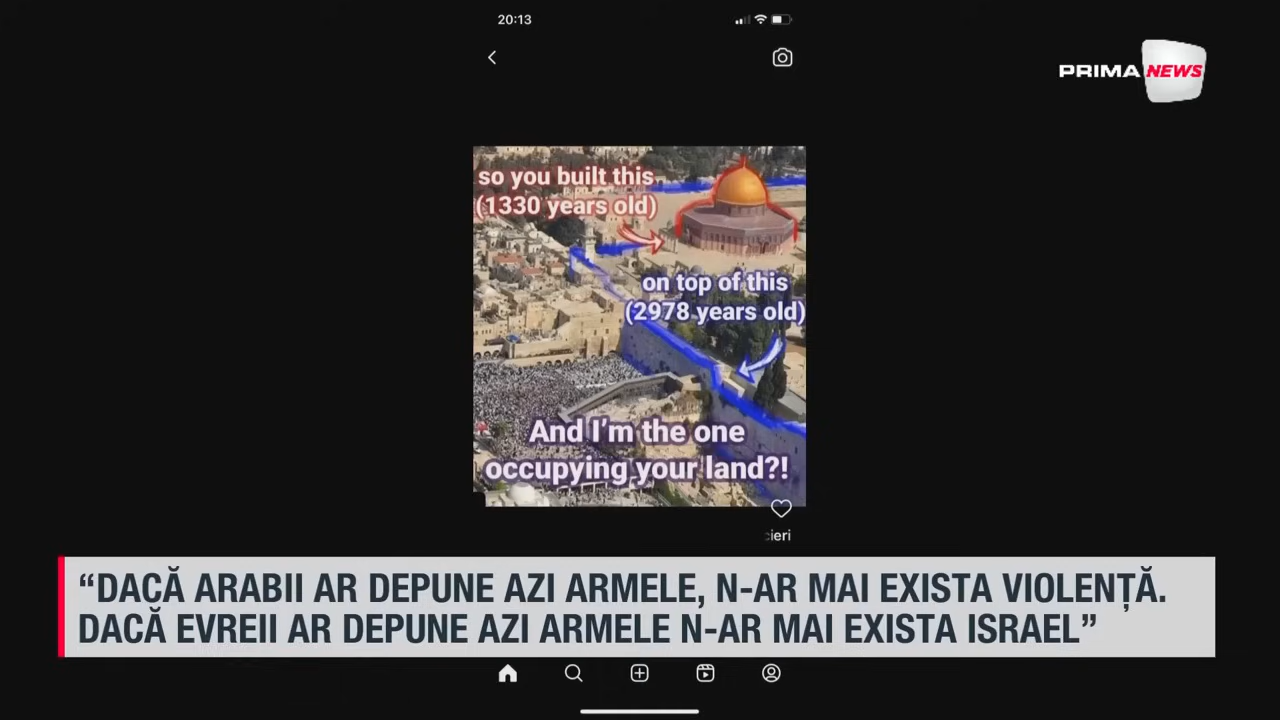 20:13
PRIMA NEWS
so you built this
(1330 years old)
on top of this
(2978 years old)
And I'm the one
occupying your land?!
“DACĂ ARABII AR DEPUNE AZI ARMELE, N-AR MAI EXISTA VIOLENȚĂ.
DACĂ EVREII AR DEPUNE AZI ARMELE N-AR MAI EXISTA ISRAEL”